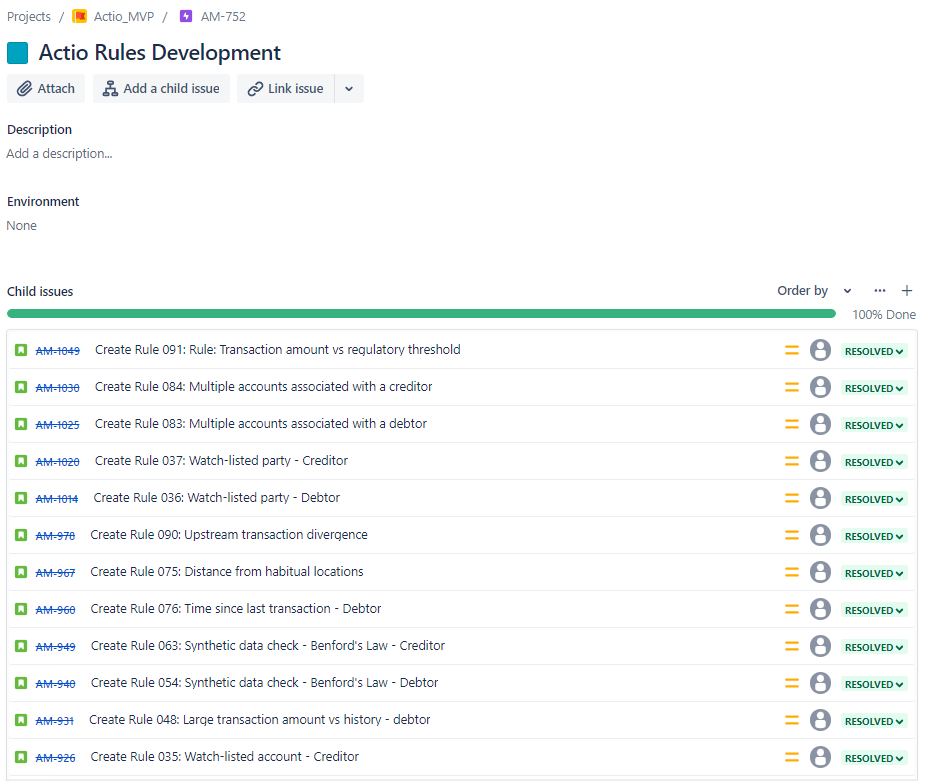 Projects / Actio_MVP / AM-752
Actio Rules Development
Attach Add a child issue Link issue
Description
Add a description...
Environment
None
Child issues Order by ... +
100% Done
AM-1049 Create Rule 091: Rule: Transaction amount vs regulatory threshold RESOLVED
AM-1030 Create Rule 084: Multiple accounts associated with a creditor RESOLVED
AM-1025 Create Rule 083: Multiple accounts associated with a debtor RESOLVED
AM-1020 Create Rule 037: Watch-listed party - Creditor RESOLVED
AM-1014 Create Rule 036: Watch-listed party - Debtor RESOLVED
AM-978 Create Rule 090: Upstream transaction divergence RESOLVED
AM-967 Create Rule 075: Distance from habitual locations RESOLVED
AM-960 Create Rule 076: Time since last transaction - Debtor RESOLVED
AM-949 Create Rule 063: Synthetic data check - Benford's Law - Creditor RESOLVED
AM-940 Create Rule 054: Synthetic data check - Benford's Law - Debtor RESOLVED
AM-931 Create Rule 048: Large transaction amount vs history - debtor RESOLVED
AM-926 Create Rule 035: Watch-listed account - Creditor RESOLVED